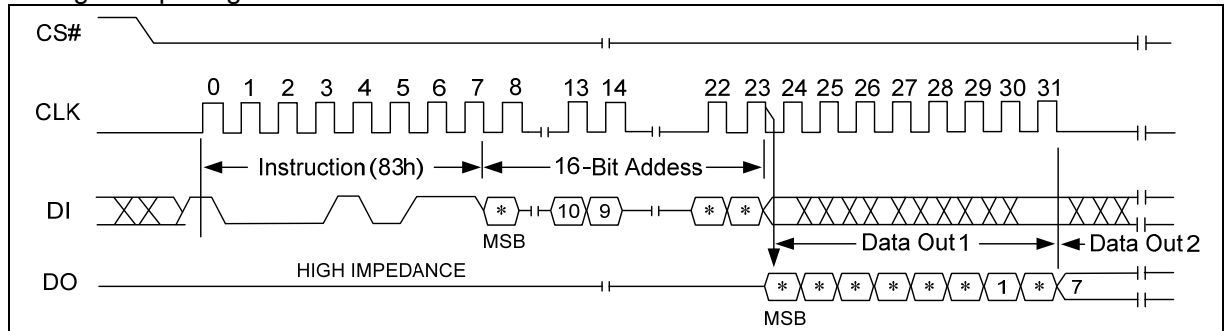 CS#
0 1 2 3 4 5 6 7 8 13 14 22 23 24 25 26 27 28 29 30 31
CLK
Instruction (83h) 16-Bit Addess
DI * 10 9 * *
MSB
Data Out 1 Data Out 2
HIGH IMPEDANCE
DO * * * * * * 1 * 7
MSB